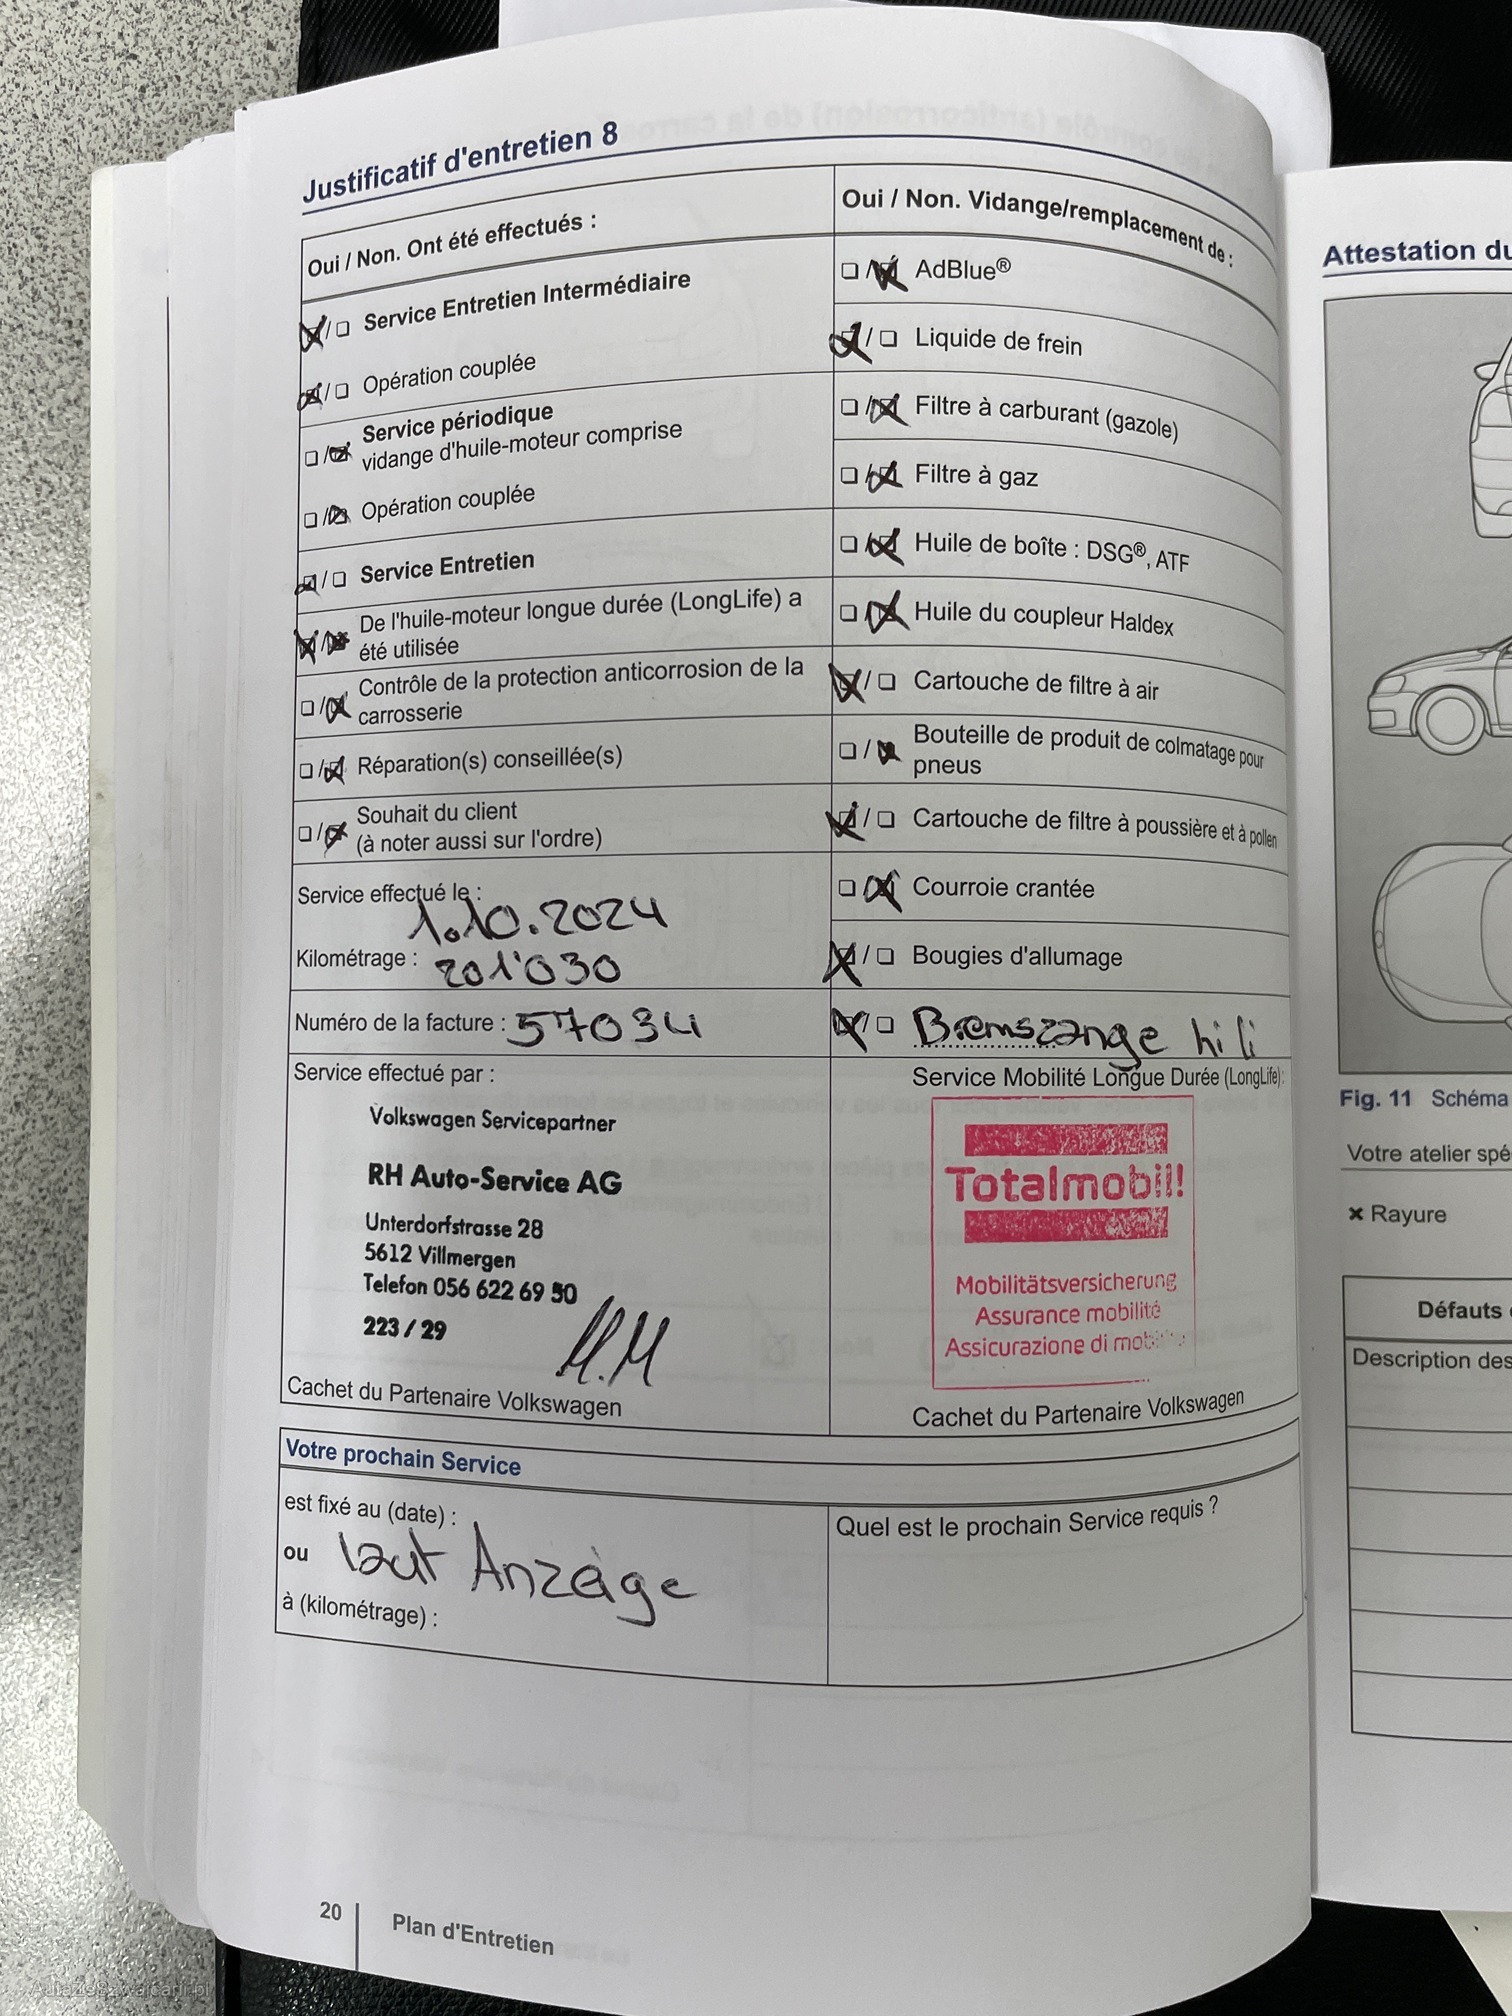 Justificatif d'entretien 8
Oui / Non. Ont été effectués :
Service Entretien Intermédiaire
Opération couplée
Service périodique
vidange d'huile-moteur comprise
Opération couplée
Service Entretien
De l'huile-moteur longue durée (LongLife) a
été utilisée
Contrôle de la protection anticorrosion de la
carrosserie
Réparation(s) conseillée(s)
Souhait du client
(à noter aussi sur l'ordre)
Service effectué le :
1.10.2024
Kilométrage : 201'030
Numéro de la facture : 57034
Service effectué par :
Volkswagen Servicepartner
RH Auto-Service AG
Unterdorfstrasse 28
5612 Villmergen
Telefon 056 622 69 50
223 / 29
Cachet du Partenaire Volkswagen
Oui / Non. Vidange/remplacement de :
AdBlue®
Liquide de frein
Filtre à carburant (gazole)
Filtre à gaz
Huile de boîte : DSG®, ATF
Huile du coupleur Haldex
Cartouche de filtre à air
Bouteille de produit de colmatage pour
pneus
Cartouche de filtre à poussière et à pollen
Courroie crantée
Bougies d'allumage
Bremszange hi li
Service Mobilité Longue Durée (LongLife):
Totalmobil!
Mobilitätsversicherung
Assurance mobilité
Assicurazione di
Cachet du Partenaire Volkswagen
Votre prochain Service
est fixé au (date) :
ou laut Anzeige
à (kilométrage) :
Quel est le prochain Service requis ?
20 Plan d'Entretien
Attestation du
Fig. 11 Schéma
Votre atelier spé
× Rayure
Défauts
Description des
AutazeSzwajcarii.pl